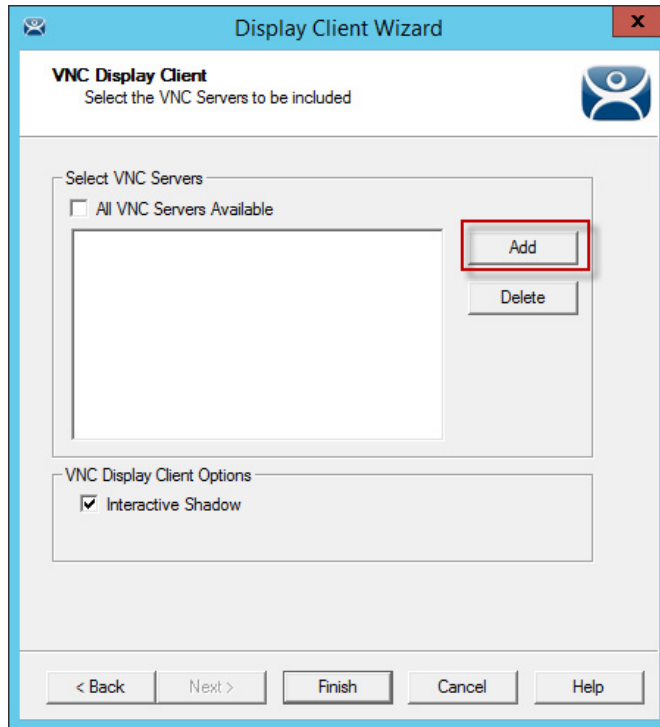 Display Client Wizard
x
VNC Display Client
Select the VNC Servers to be included
Select VNC Servers
All VNC Servers Available
Add
Delete
VNC Display Client Options
Interactive Shadow
< Back Next > Finish Cancel Help